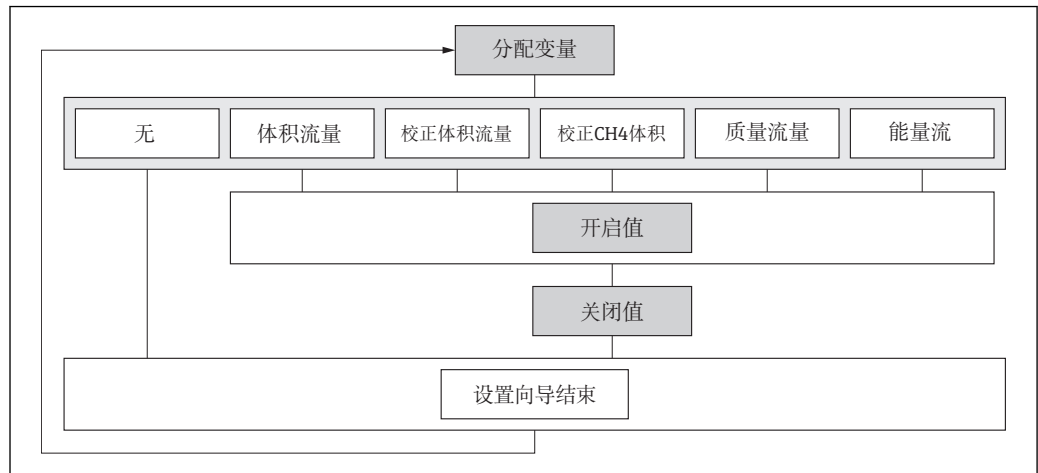 分配变量
无
体积流量
校正体积流量
校正CH4体积
质量流量
能量流
开启值
关闭值
设置向导结束